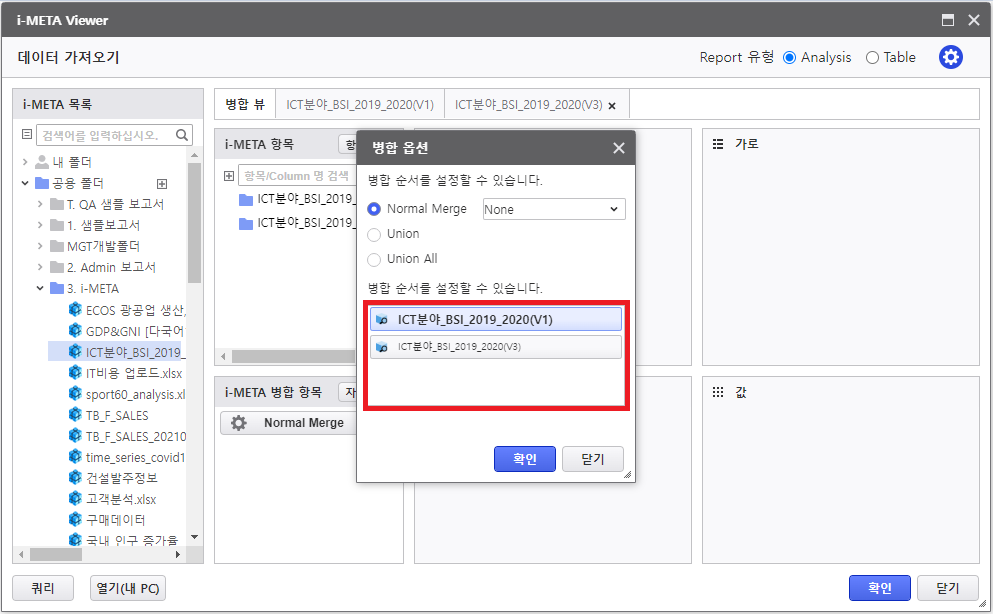 i-META Viewer
데이터 가져오기
Report 유형 Analysis Table
i-META 목록
검색어를 입력하십시오.
내 폴더
공용 폴더
T. QA 샘플 보고서
1. 샘플보고서
MGT개발폴더
2. Admin 보고서
3. i-META
ECOS 광공업 생산,
GDP&GNI [다국어
ICT분야_BSI_2019_
IT비용 업로드.xlsx
sport60_analysis.xl
TB_F_SALES
TB_F_SALES_20210
time_series_covid1
건설발주정보
고객분석.xlsx
구매데이터
국내 인구 증가율
병합 뷰
ICT분야_BSI_2019_2020(V1)
ICT분야_BSI_2019_2020(V3)
i-META 항목
항목/Column 명 검색
ICT분야_BSI_2019_
ICT분야_BSI_2019_
i-META 병합 항목
Normal Merge
병합 옵션
병합 순서를 설정할 수 있습니다.
Normal Merge None
Union
Union All
병합 순서를 설정할 수 있습니다.
ICT분야_BSI_2019_2020(V1)
ICT분야_BSI_2019_2020(V3)
확인 닫기
가로
값
쿼리 열기(내 PC)
확인 닫기